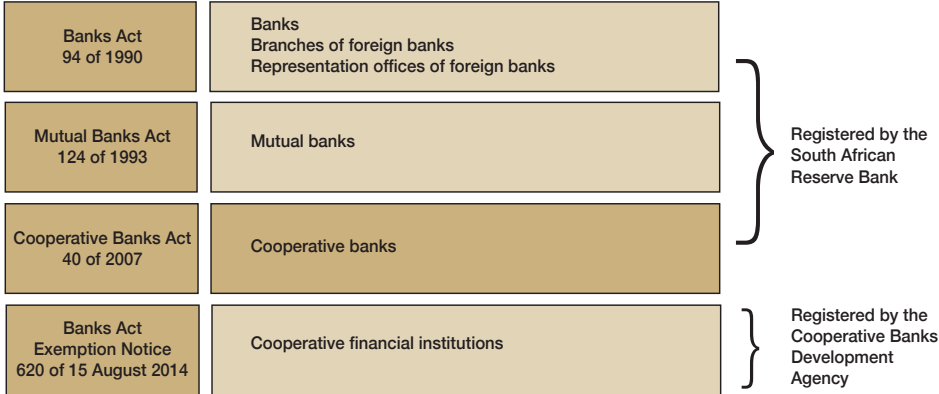 Banks Act
94 of 1990
Banks
Branches of foreign banks
Representation offices of foreign banks
Mutual Banks Act
124 of 1993
Mutual banks
Registered by the
South African
Reserve Bank
Cooperative Banks Act
40 of 2007
Cooperative banks
Banks Act
Exemption Notice
620 of 15 August 2014
Cooperative financial institutions
Registered by the
Cooperative Banks
Development
Agency